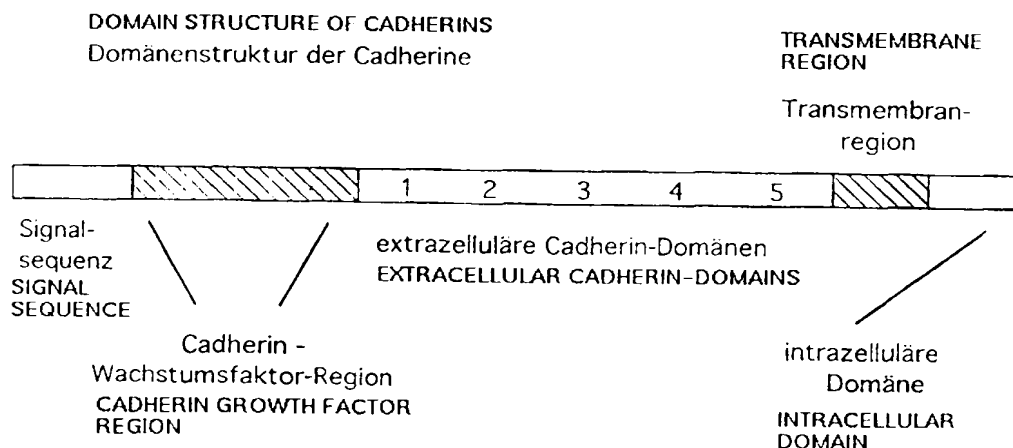 DOMAIN STRUCTURE OF CADHERINS
Domänenstruktur der Cadherine
TRANSMEMBRANE
REGION
Transmembran-
region
1 2 3 4 5
Signal-
sequenz
SIGNAL
SEQUENCE
extrazelluläre Cadherin-Domänen
EXTRACELLULAR CADHERIN-DOMAINS
Cadherin -
Wachstumsfaktor-Region
CADHERIN GROWTH FACTOR
REGION
intrazelluläre
Domäne
INTRACELLULAR
DOMAIN